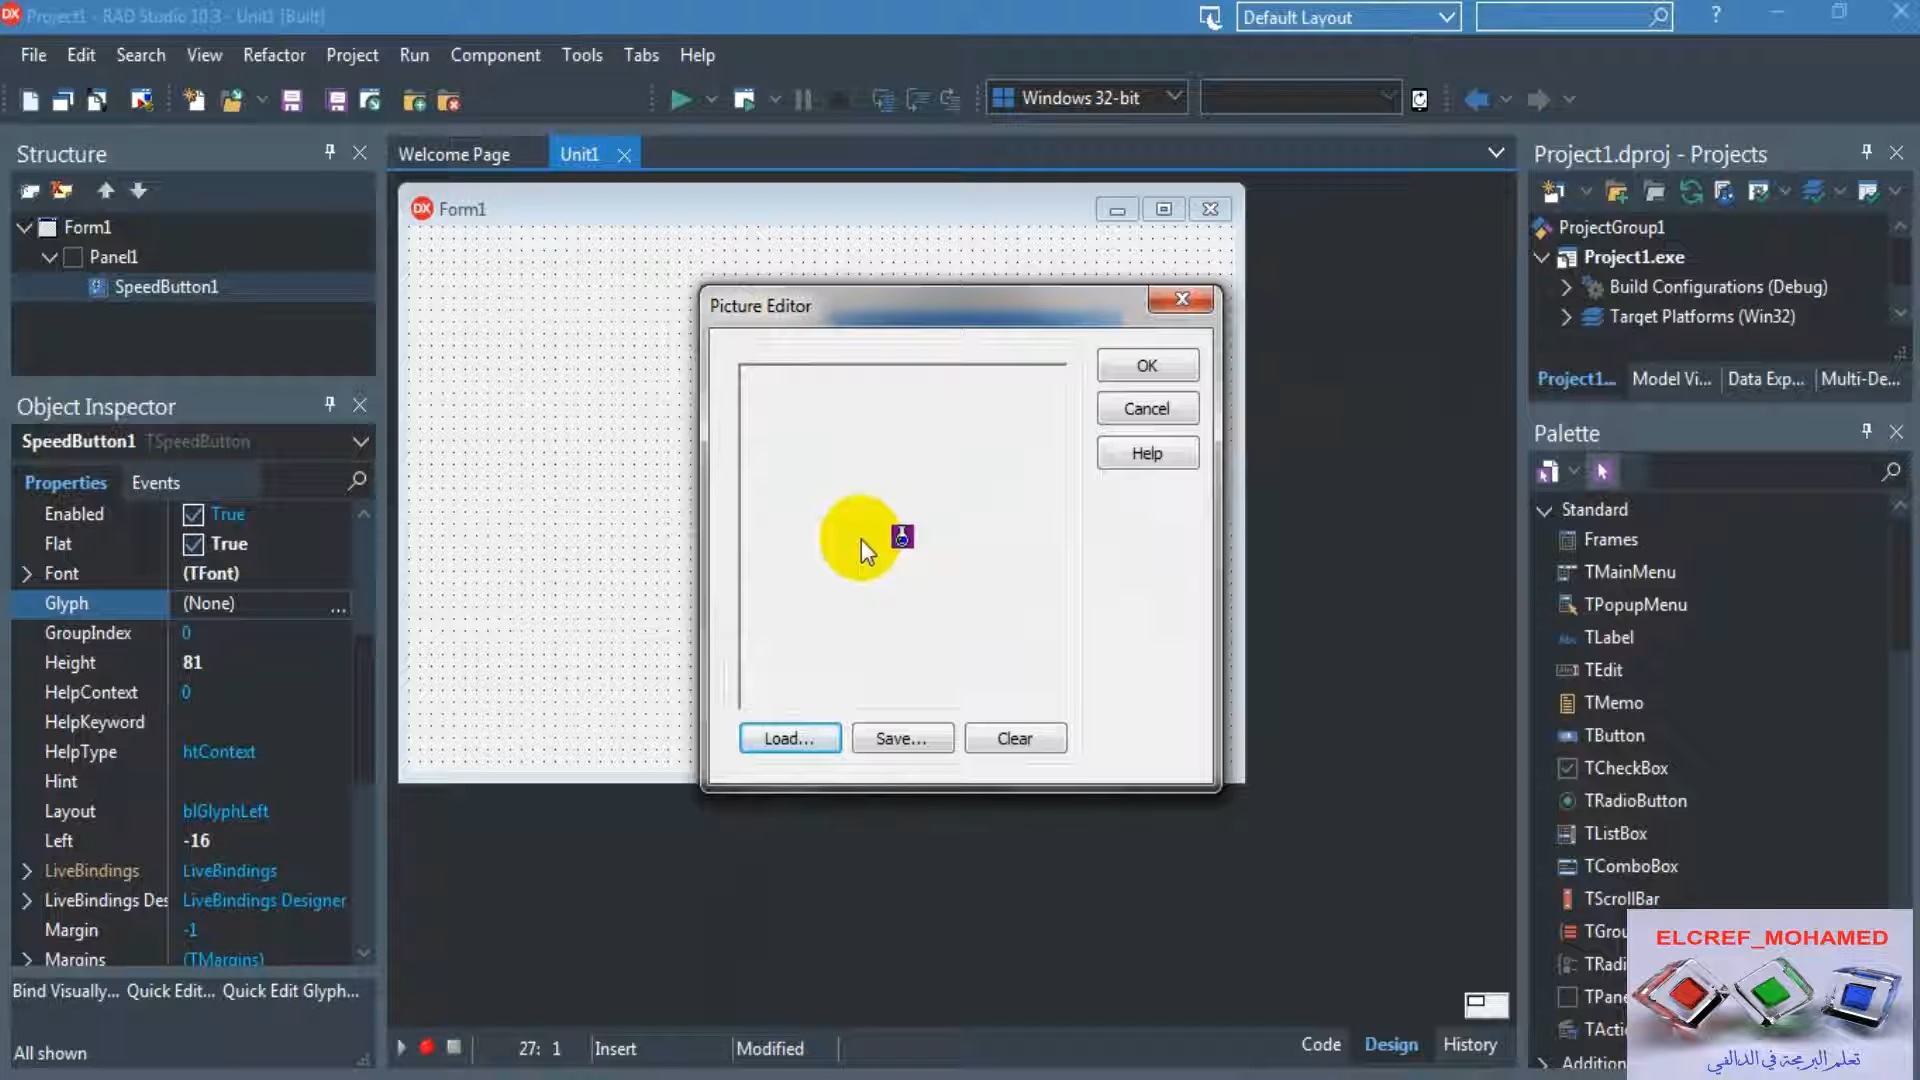 Project1 - RAD Studio 10.3 - Unit1 [Built]
Default Layout
?
File Edit Search View Refactor Project Run Component Tools Tabs Help
Windows 32-bit
Structure
Form1
Panel1
SpeedButton1
Object Inspector
SpeedButton1 TSpeedButton
Properties Events
Enabled True
Flat True
Font (TFont)
Glyph (None) ...
GroupIndex 0
Height 81
HelpContext 0
HelpKeyword
HelpType htContext
Hint
Layout blGlyphLeft
Left -16
LiveBindings LiveBindings
LiveBindings Des LiveBindings Designer
Margin -1
Margins (TMargins)
Bind Visually... Quick Edit... Quick Edit Glyph...
All shown
Welcome Page
Unit1
DX Form1
Picture Editor
OK
Cancel
Help
Load... Save... Clear
27: 1 Insert Modified
Code Design History
Project1.dproj - Projects
ProjectGroup1
Project1.exe
Build Configurations (Debug)
Target Platforms (Win32)
Project1... Model Vi... Data Exp... Multi-De...
Palette
Standard
Frames
TMainMenu
TPopupMenu
TLabel
TEdit
TMemo
TButton
TCheckBox
TRadioButton
TListBox
TComboBox
TScrollBar
TGrou
TRadi
TPane
TActi
Addition
ELCREF_MOHAMED
تعلم البرمجة في الدالفي